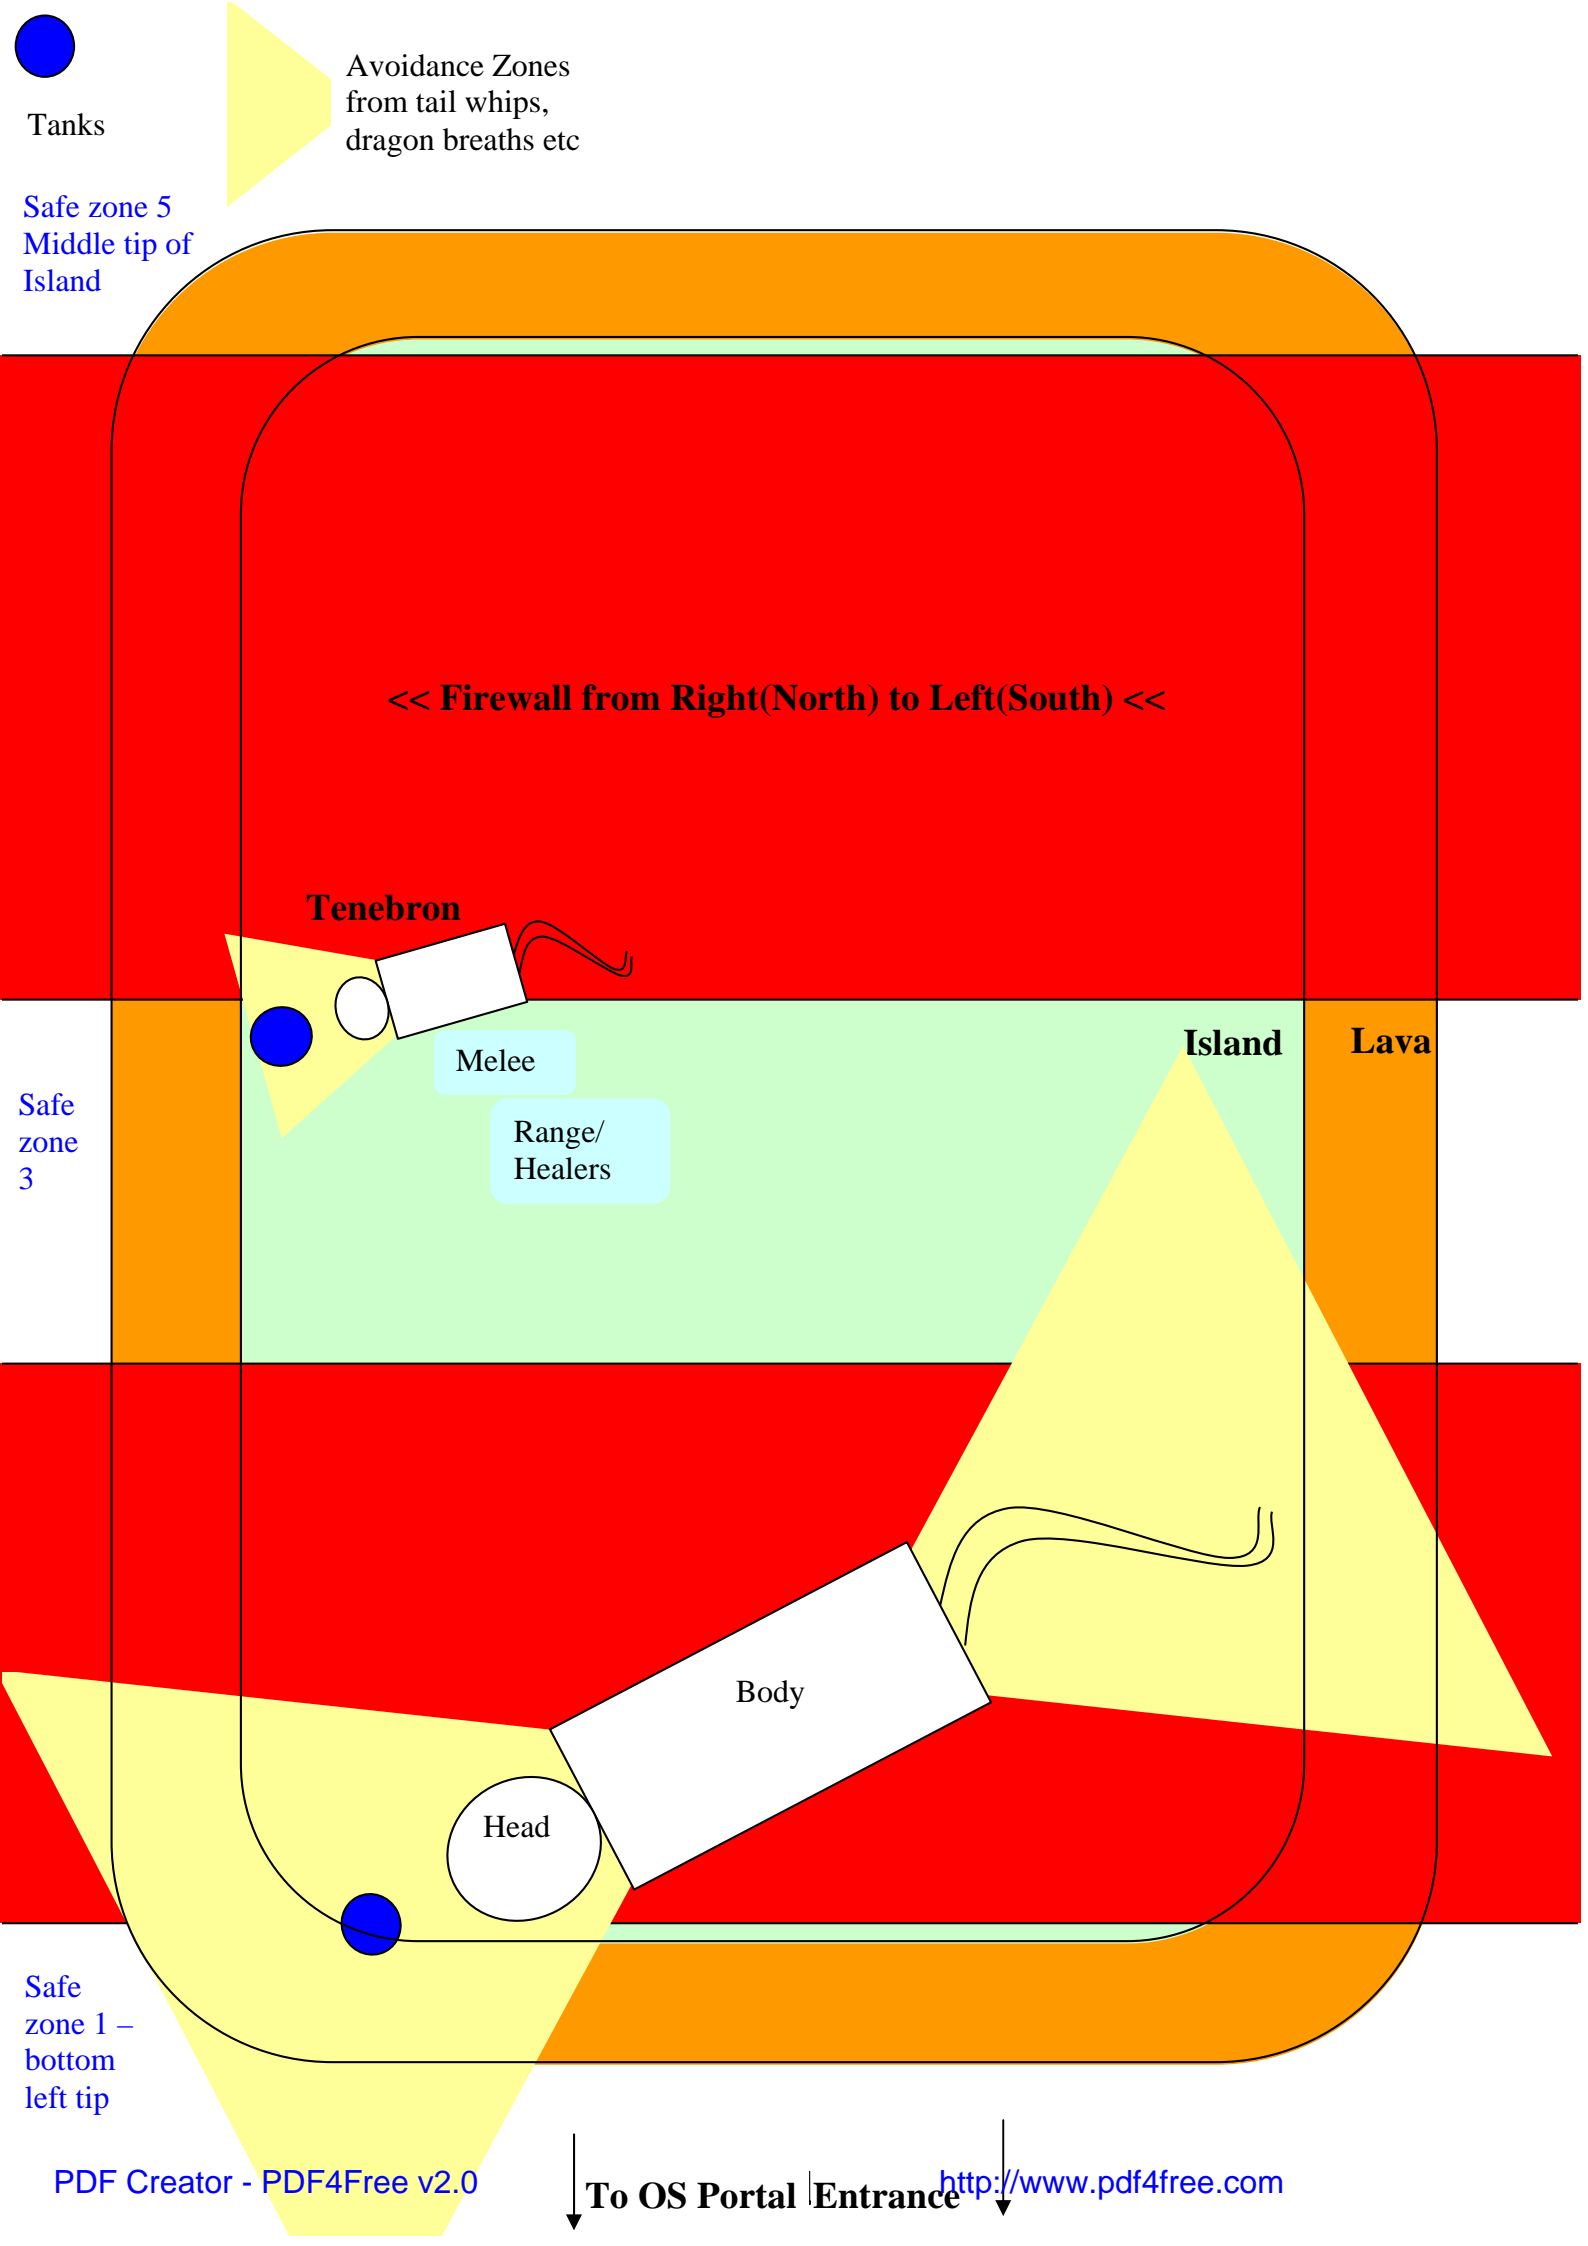 Avoidance Zones
from tail whips,
dragon breaths etc
Tanks
Safe zone 5
Middle tip of
Island
<< Firewall from Right(North) to Left(South) <<
Tenebron
Island
Lava
Melee
Range/
Healers
Safe
zone
3
Body
Head
Safe
zone 1 –
bottom
left tip
PDF Creator - PDF4Free v2.0
To OS Portal Entrance
http://www.pdf4free.com